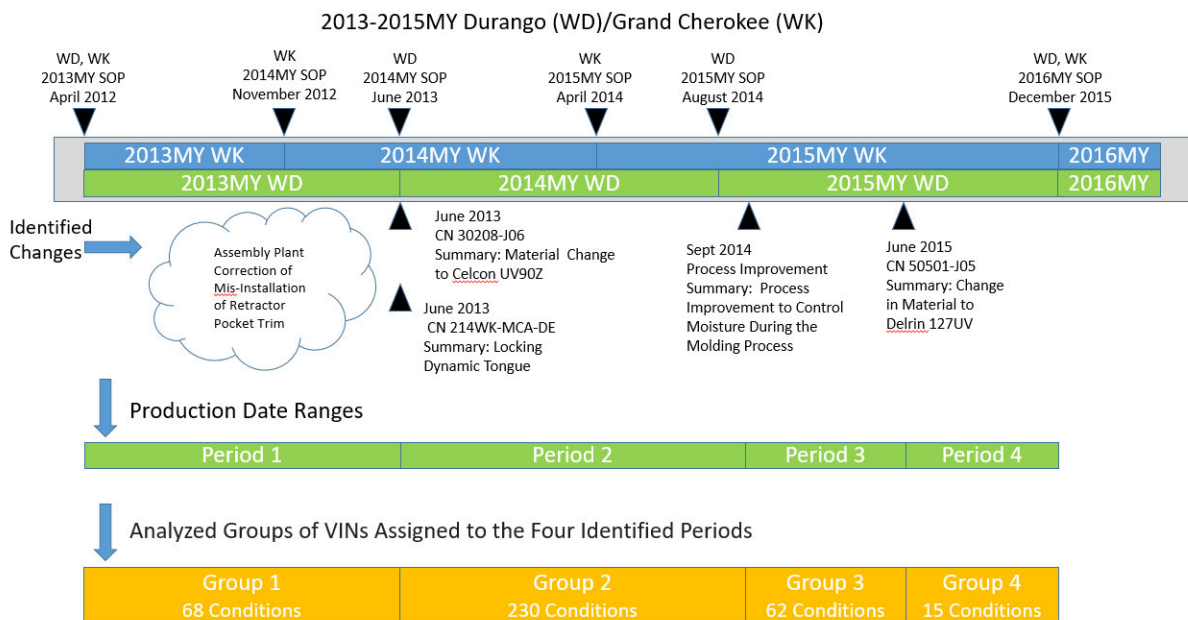 2013-2015MY Durango (WD)/Grand Cherokee (WK)
WD, WK
2013MY SOP
April 2012
WK
2014MY SOP
November 2012
WD
2014MY SOP
June 2013
WK
2015MY SOP
April 2014
WD
2015MY SOP
August 2014
WD, WK
2016MY SOP
December 2015
2013MY WK
2014MY WK
2015MY WK
2016MY
2013MY WD
2014MY WD
2015MY WD
2016MY
Identified
Changes
Assembly Plant
Correction of
Mis-Installation
of Retractor
Pocket Trim
June 2013
CN 30208-J06
Summary: Material Change
to Celcon UV90Z
June 2013
CN 214WK-MCA-DE
Summary: Locking
Dynamic Tongue
Sept 2014
Process Improvement
Summary: Process
Improvement to Control
Moisture During the
Molding Process
June 2015
CN 50501-J05
Summary: Change
in Material to
Delrin 127UV
Production Date Ranges
Period 1
Period 2
Period 3
Period 4
Analyzed Groups of VINs Assigned to the Four Identified Periods
Group 1
68 Conditions
Group 2
230 Conditions
Group 3
62 Conditions
Group 4
15 Conditions